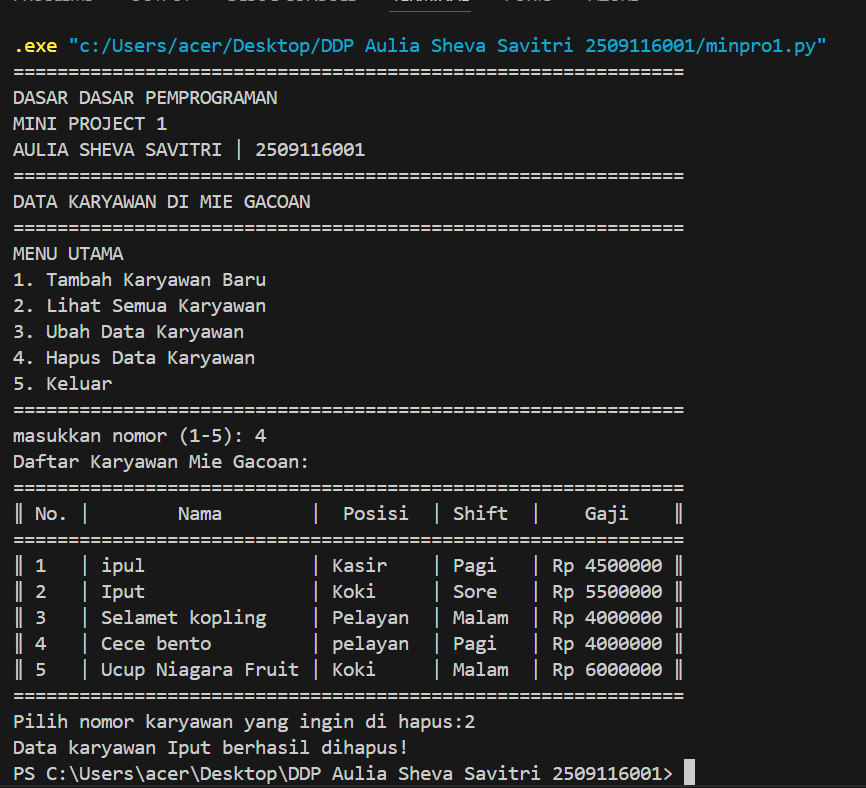 .exe "c:/Users/acer/Desktop/DDP Aulia Sheva Savitri 2509116001/minpro1.py"
=============================================================
DASAR DASAR PEMPROGRAMAN
MINI PROJECT 1
AULIA SHEVA SAVITRI | 2509116001
=============================================================
DATA KARYAWAN DI MIE GACOAN
=============================================================
MENU UTAMA
1. Tambah Karyawan Baru
2. Lihat Semua Karyawan
3. Ubah Data Karyawan
4. Hapus Data Karyawan
5. Keluar
=============================================================
masukkan nomor (1-5): 4
Daftar Karyawan Mie Gacoan:
=============================================================
‖ No. |        Nama        |  Posisi  | Shift  |    Gaji    ‖
=============================================================
‖ 1   | ipul               | Kasir    | Pagi   | Rp 4500000 ‖
‖ 2   | Iput               | Koki     | Sore   | Rp 5500000 ‖
‖ 3   | Selamet kopling    | Pelayan  | Malam  | Rp 4000000 ‖
‖ 4   | Cece bento         | pelayan  | Pagi   | Rp 4000000 ‖
‖ 5   | Ucup Niagara Fruit | Koki     | Malam  | Rp 6000000 ‖
=============================================================
Pilih nomor karyawan yang ingin di hapus:2
Data karyawan Iput berhasil dihapus!
PS C:\Users\acer\Desktop\DDP Aulia Sheva Savitri 2509116001>